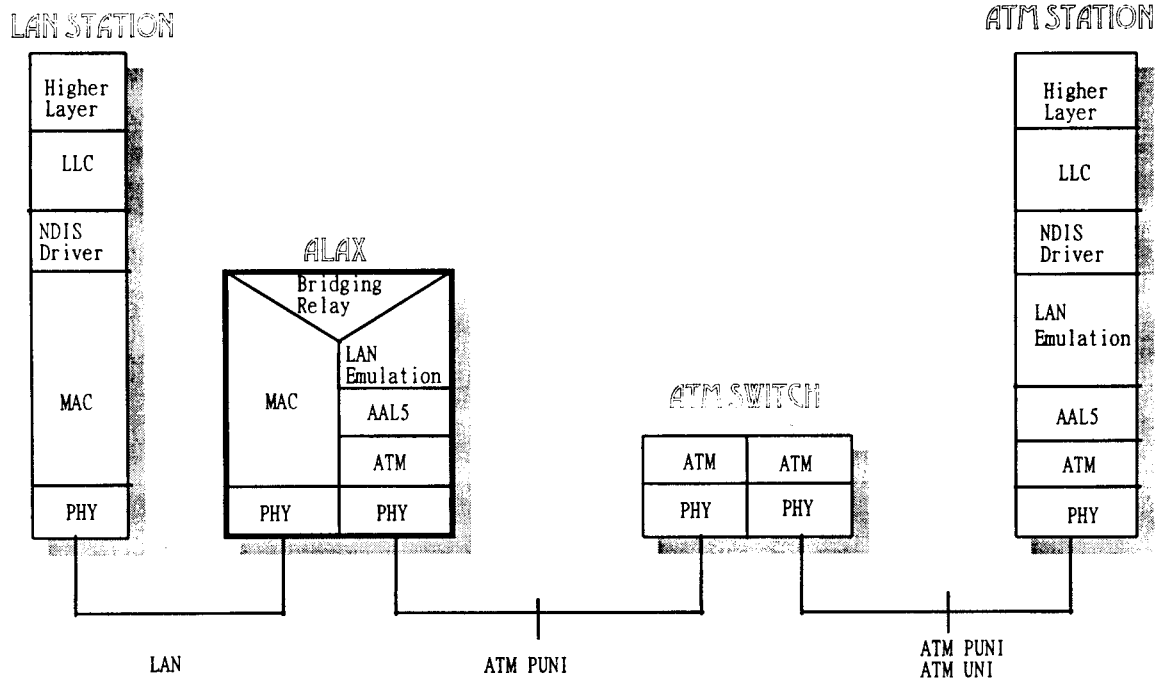 LAN STATION
Higher
Layer
LLC
NDIS
Driver
MAC
PHY
ALAX
Bridging
Relay
MAC
LAN
Emulation
AAL5
ATM
PHY
PHY
ATM SWITCH
ATM
ATM
PHY
PHY
ATM STATION
Higher
Layer
LLC
NDIS
Driver
LAN
Emulation
AAL5
ATM
PHY
LAN
ATM PUNI
ATM PUNI
ATM UNI